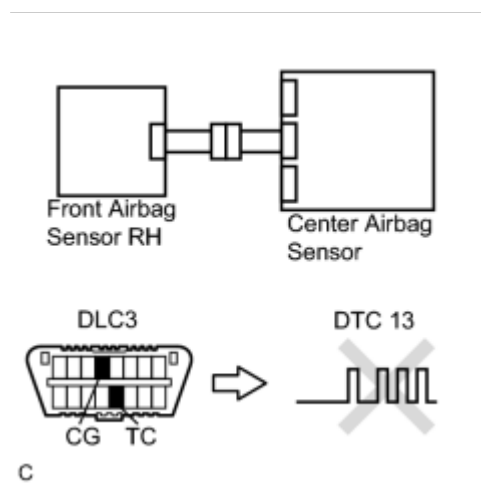 Front Airbag
Sensor RH
Center Airbag
Sensor
DLC3
DTC 13
CG TC
C